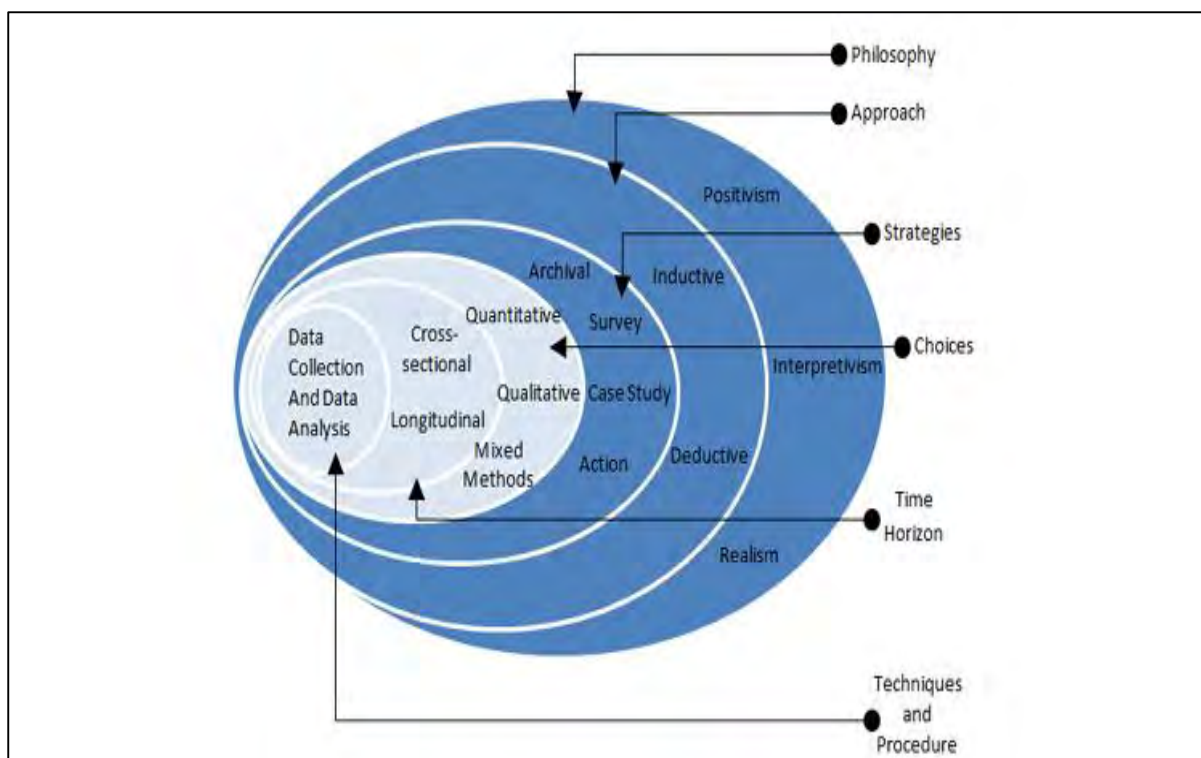 Philosophy
Approach
Positivism
Strategies
Archival
Inductive
Quantitative
Survey
Data
Collection
And Data
Analysis
Cross-
sectional
Choices
Interpretivism
Qualitative
Case Study
Longitudinal
Mixed
Methods
Action
Deductive
Time
Horizon
Realism
Techniques
and
Procedure